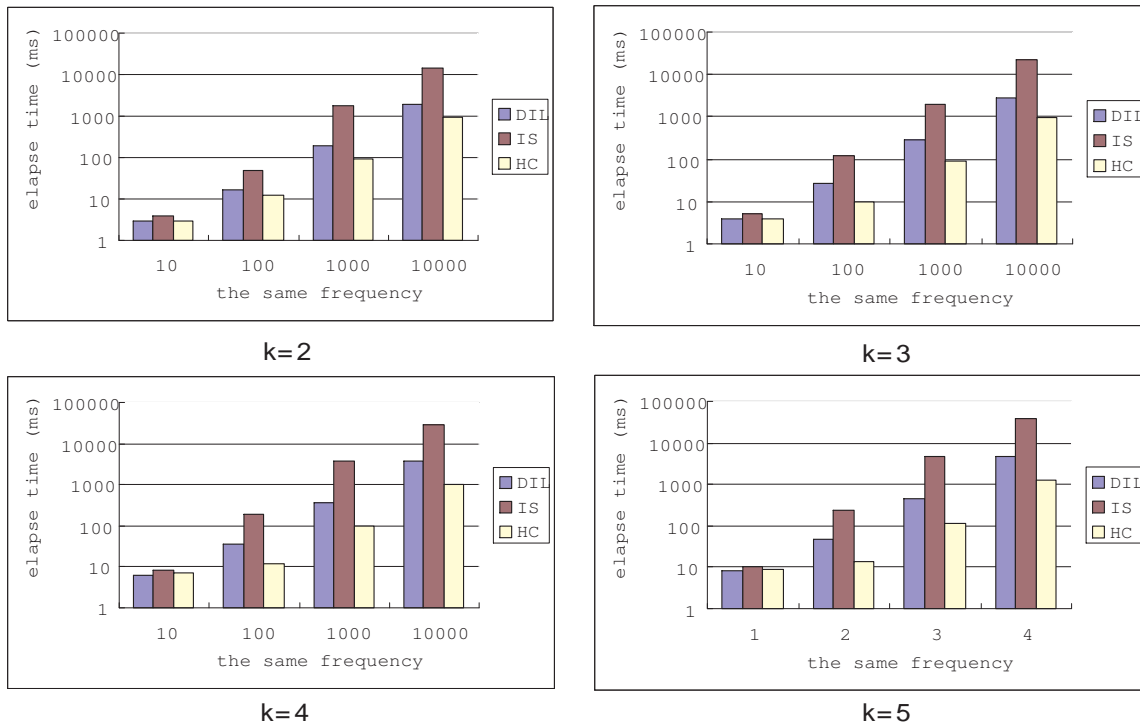 elapse time (ms)
100000
10000
1000
100
10
1
10 100 1000 10000
the same frequency
DIL
IS
HC
k=2
elapse time (ms)
100000
10000
1000
100
10
1
10 100 1000 10000
the same frequency
DIL
IS
HC
k=3
elapse time (ms)
100000
10000
1000
100
10
1
10 100 1000 10000
the same frequency
DIL
IS
HC
k=4
elapse time (ms)
100000
10000
1000
100
10
1
1 2 3 4
the same frequency
DIL
IS
HC
k=5